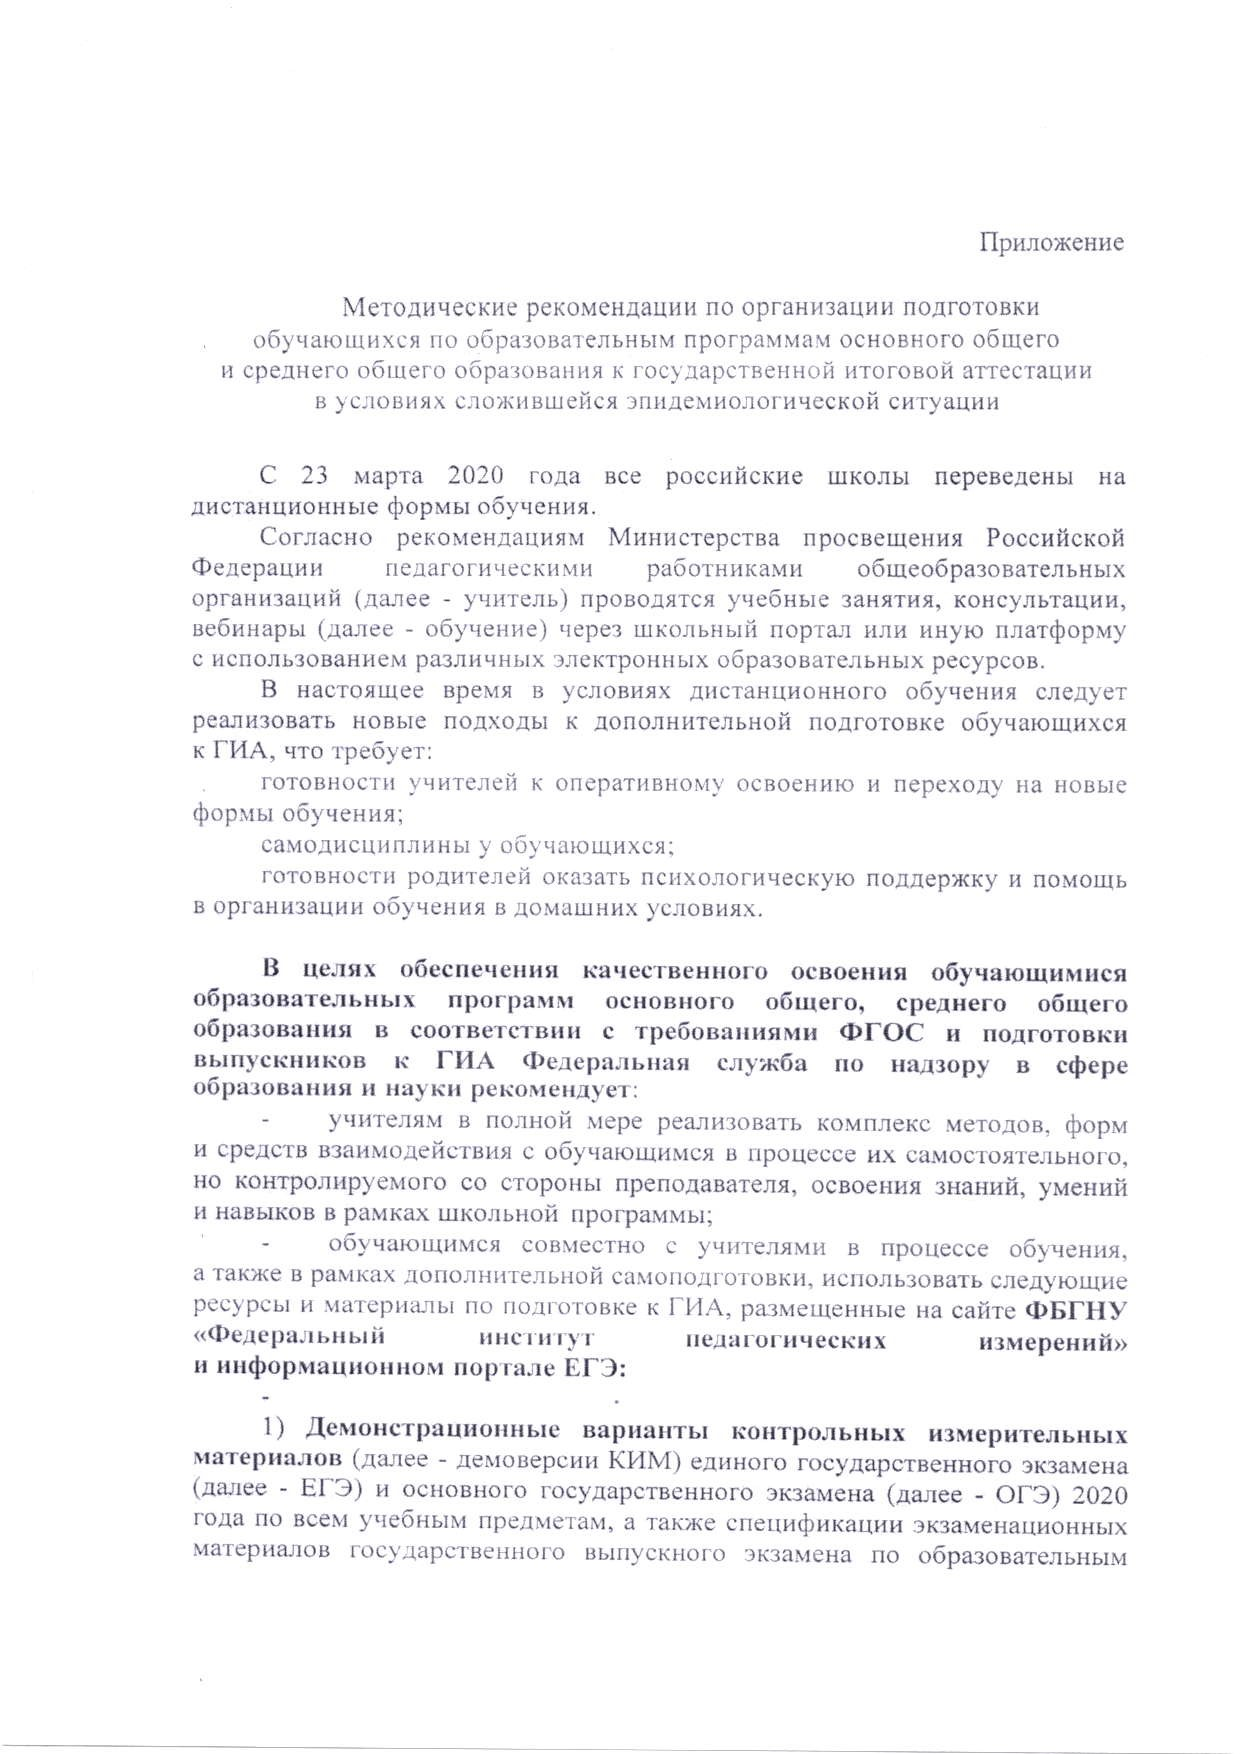 Приложение
Методические рекомендации по организации подготовки
обучающихся по образовательным программам основного общего
и среднего общего образования к государственной итоговой аттестации
в условиях сложившейся эпидемиологической ситуации
С 23 марта 2020 года все российские школы переведены на
дистанционные формы обучения.
Согласно рекомендациям Министерства просвещения Российской
Федерации педагогическими работниками общеобразовательных
организаций (далее - учитель) проводятся учебные занятия, консультации,
вебинары (далее - обучение) через школьный портал или иную платформу
с использованием различных электронных образовательных ресурсов.
В настоящее время в условиях дистанционного обучения следует
реализовать новые подходы к дополнительной подготовке обучающихся
к ГИА, что требует:
готовности учителей к оперативному освоению и переходу на новые
формы обучения;
самодисциплины у обучающихся;
готовности родителей оказать психологическую поддержку и помощь
в организации обучения в домашних условиях.
В целях обеспечения качественного освоения обучающимися
образовательных программ основного общего, среднего общего
образования в соответствии с требованиями ФГОС и подготовки
выпускников к ГИА Федеральная служба по надзору в сфере
образования и науки рекомендует:
- учителям в полной мере реализовать комплекс методов, форм
и средств взаимодействия с обучающимся в процессе их самостоятельного,
но контролируемого со стороны преподавателя, освоения знаний, умений
и навыков в рамках школьной программы;
- обучающимся совместно с учителями в процессе обучения,
а также в рамках дополнительной самоподготовки, использовать следующие
ресурсы и материалы по подготовке к ГИА, размещенные на сайте ФБГНУ
«Федеральный институт педагогических измерений»
и информационном портале ЕГЭ:
-
1) Демонстрационные варианты контрольных измерительных
материалов (далее - демоверсии КИМ) единого государственного экзамена
(далее - ЕГЭ) и основного государственного экзамена (далее - ОГЭ) 2020
года по всем учебным предметам, а также спецификации экзаменационных
материалов государственного выпускного экзамена по образовательным